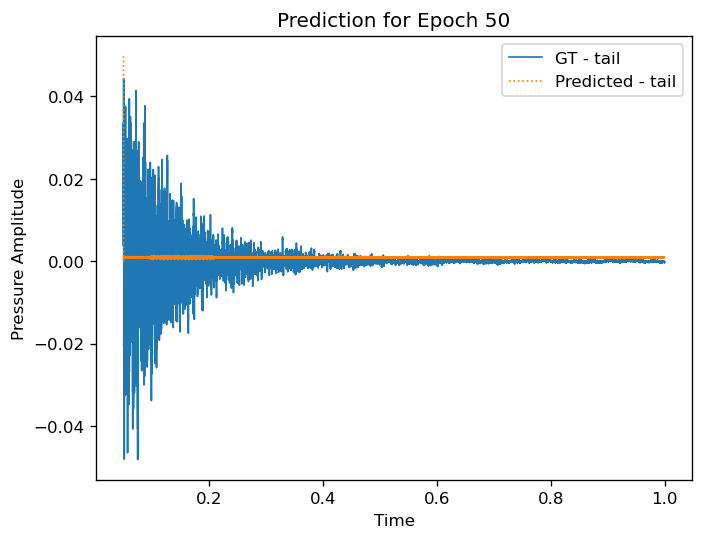 Prediction for Epoch 50
GT - tail
Predicted - tail
Pressure Amplitude
0.04
0.02
0.00
−0.02
−0.04
0.2
0.4
0.6
0.8
1.0
Time